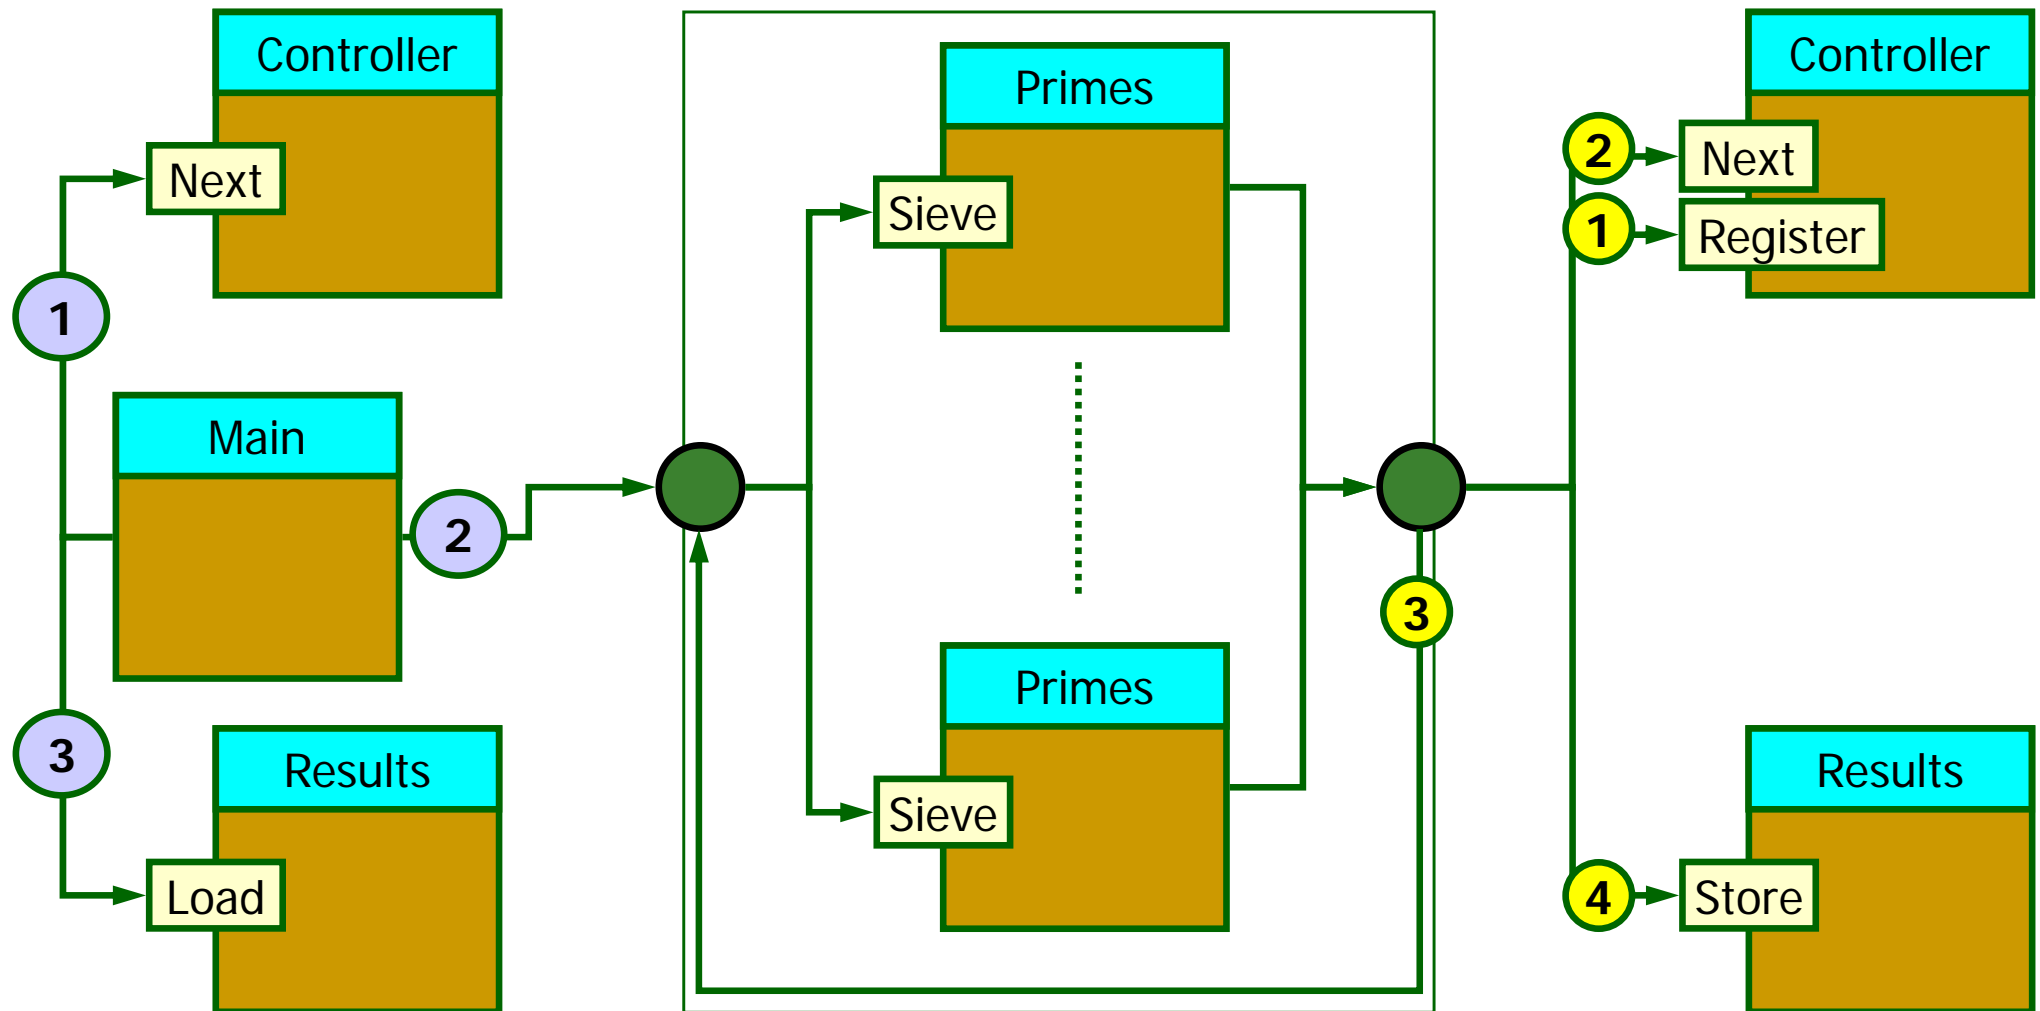 Controller
Next
1
Main
2
3
Results
Load
Primes
Sieve
Primes
Sieve
3
Controller
2
Next
1
Register
Results
4
Store